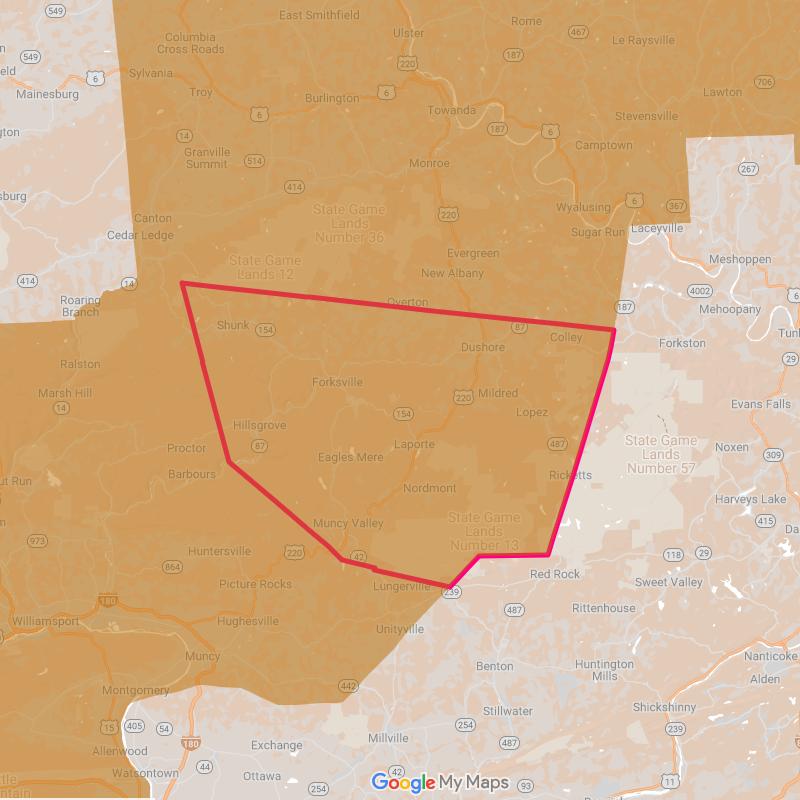 549
East Smithfield
Ulster
Rome
467
Le Raysville
Columbia
Cross Roads
549
187
220
Sylvania
6
Mainesburg
Troy
Burlington
6
706
Lawton
Towanda
Stevensville
6
187
6
14
Granville
Summit
514
Monroe
Camptown
267
414
Wyalusing
6
367
State Game
Lands
Number 36
220
Canton
Cedar Ledge
Sugar Run
Laceyville
Evergreen
State Game
Lands 12
New Albany
Meshoppen
414
14
Roaring
Branch
Overton
187
4002
6
Mehoopany
Shunk
154
87
Colley
Forkston
Dushore
29
Ralston
Forksville
Marsh Hill
14
220
Mildred
Lopez
Evans Falls
154
Hillsgrove
87
Laporte
487
State Game
Lands
Number 57
Noxen
Proctor
Barbours
Eagles Mere
309
Ricketts
Nordmont
Harveys Lake
415
State Game
Lands
Number 13
Muncy Valley
973
Huntersville
220
42
118
29
864
Red Rock
Sweet Valley
Picture Rocks
Lungerville
239
180
487
Rittenhouse
Williamsport
Hughesville
Unityville
Muncy
Benton
Huntington
Mills
Nanticoke
Alden
Montgomery
442
Shickshinny
Stillwater
15
405
54
254
239
180
Exchange
Millville
487
Allenwood
Watsontown
44
Ottawa
254
42
93
11
Google My Maps